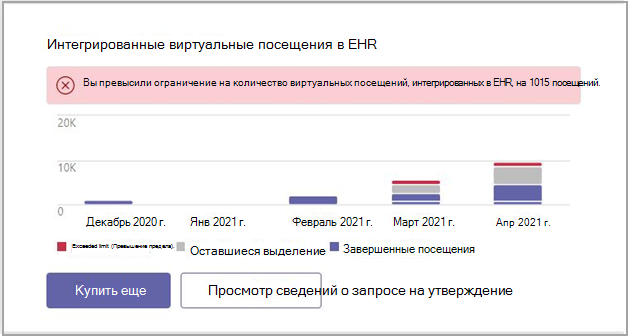 Интегрированные виртуальные посещения в EHR
Вы превысили ограничение на количество виртуальных посещений, интегрированных в EHR, на 1015 посещений.
20K
10K
0
Декабрь 2020 г. Янв 2021 г. Февраль 2021 г. Март 2021 г. Апр 2021 г.
Exceeded limit (Превышение предела). Оставшиеся выделение Завершенные посещения
Купить еще Просмотр сведений о запросе на утверждение